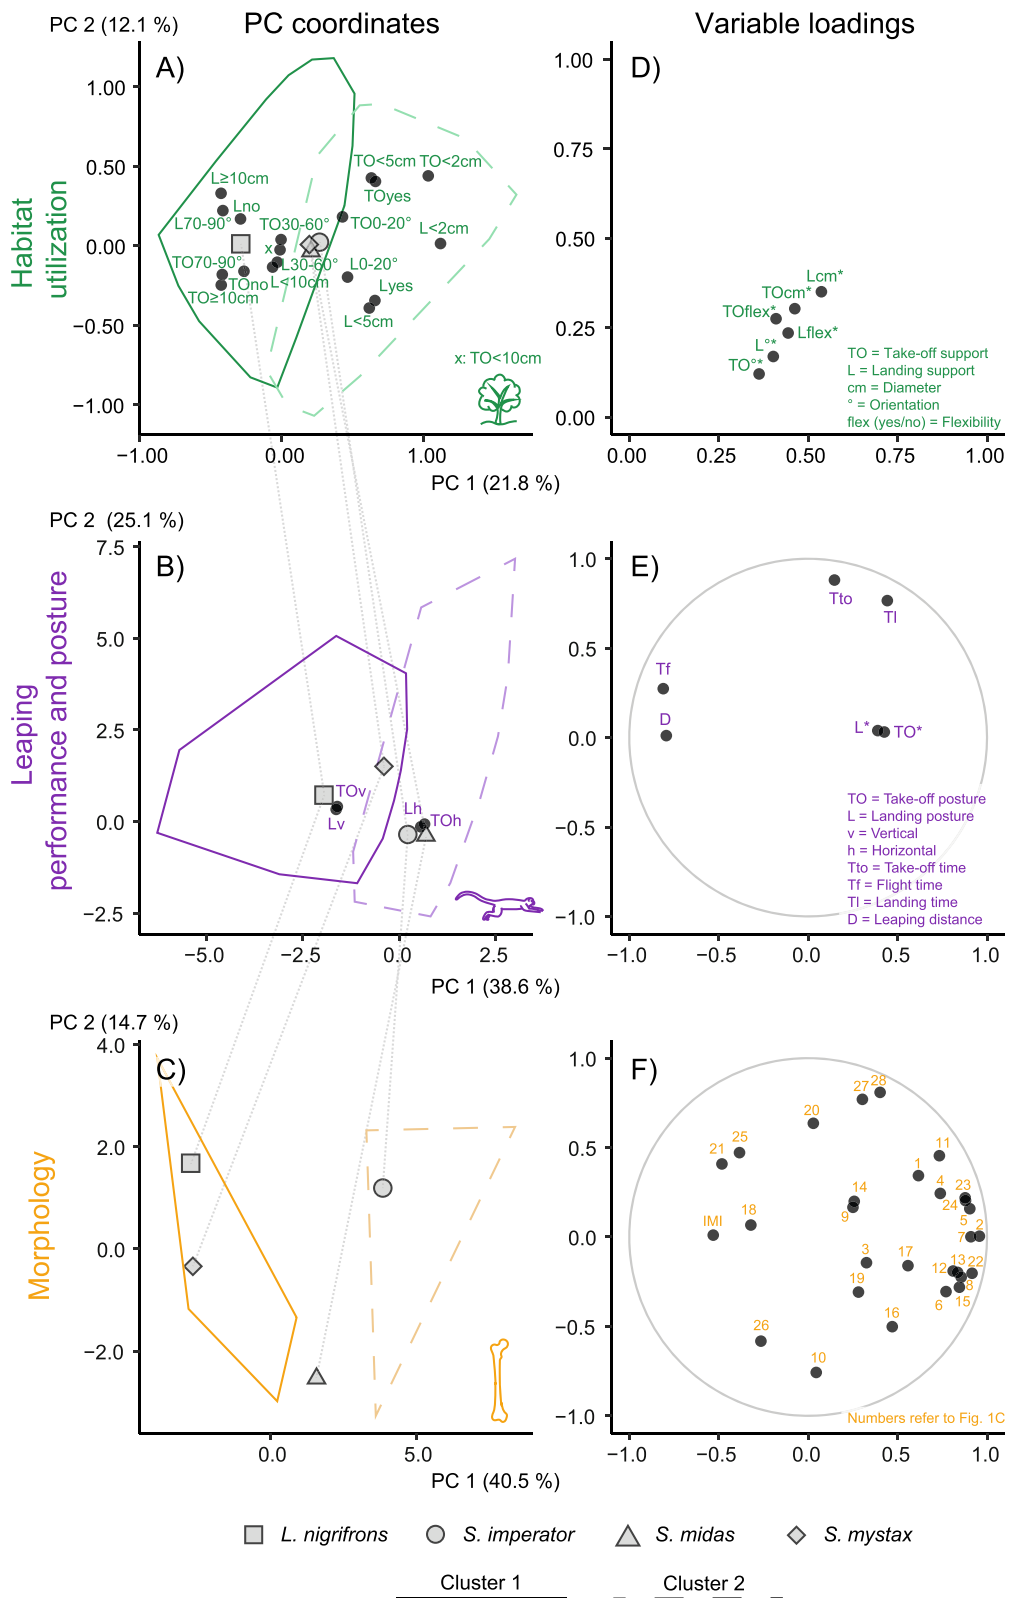 PC coordinates
Variable loadings
PC 2 (12.1 %)
Habitat
utilization
A)
1.00
0.50
0.00
−0.50
−1.00
L≥10cm
L70-90°
Lno
TO30-60°
x
TO70-90°
TOno
TO≥10cm
L30-60°
L<10cm
TO<5cm
TO<2cm
TOyes
TO0-20°
L<2cm
L0-20°
Lyes
L<5cm
x: TO<10cm
−1.00
0.00
1.00
PC 1 (21.8 %)
D)
1.00
0.75
0.50
0.25
0.00
Lcm*
TOcm*
TOflex*
Lflex*
L°*
TO°*
TO = Take-off support
L = Landing support
cm = Diameter
° = Orientation
flex (yes/no) = Flexibility
0.00
0.25
0.50
0.75
1.00
PC 2 (25.1 %)
Leaping
performance and posture
B)
7.5
5.0
2.5
0.0
−2.5
TOv
Lv
Lh
TOh
−5.0
−2.5
0.0
2.5
PC 1 (38.6 %)
E)
1.0
0.5
0.0
−0.5
−1.0
Tto
Tl
Tf
D
L*
TO*
TO = Take-off posture
L = Landing posture
v = Vertical
h = Horizontal
Tto = Take-off time
Tf = Flight time
Tl = Landing time
D = Leaping distance
−1.0
−0.5
0.0
0.5
1.0
PC 2 (14.7 %)
Morphology
C)
4.0
2.0
0.0
−2.0
0.0
5.0
PC 1 (40.5 %)
F)
1.0
0.5
0.0
−0.5
−1.0
27
28
20
21
25
11
1
4
23
24
5
14
9
18
IMI
7
2
3
17
12
13
22
19
6
8
15
16
26
10
Numbers refer to Fig. 1C
−1.0
−0.5
0.0
0.5
1.0
L. nigrifrons
S. imperator
S. midas
S. mystax
Cluster 1
Cluster 2